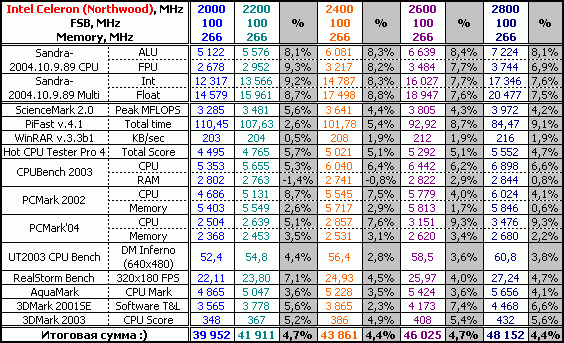 Intel Celeron (Northwood), MHz 2000 2200 % 2400 % 2600 % 2800 %
FSB, MHz 100 100 100 100 100
Memory, MHz 266 266 266 266 266
Sandra-2004.10.9.89 CPU ALU 5 122 5 576 8,1% 6 081 8,3% 6 639 8,4% 7 224 8,1%
FPU 2 678 2 952 9,3% 3 217 8,2% 3 484 7,7% 3 744 6,9%
Sandra-2004.10.9.89 Multi Int 12 317 13 566 9,2% 14 787 8,3% 16 027 7,7% 17 346 7,6%
Float 14 579 15 961 8,7% 17 498 8,8% 18 947 7,6% 20 477 7,5%
ScienceMark 2.0 Peak MFLOPS 3 285 3 481 5,6% 3 641 4,4% 3 805 4,3% 3 972 4,2%
PiFast v.4.1 Total time 110,45 107,63 2,6% 101,78 5,4% 92,92 8,7% 84,47 9,1%
WinRAR v.3.3b1 KB/sec 203 204 0,5% 208 1,9% 212 1,9% 216 1,9%
Hot CPU Tester Pro 4 Total Score 4 495 4 765 5,7% 5 021 5,1% 5 292 5,1% 5 552 4,7%
CPUBench 2003 CPU 5 353 5 655 5,3% 6 040 6,4% 6 442 6,2% 6 898 6,6%
RAM 2 802 2 763 -1,4% 2 741 -0,8% 2 822 2,9% 2 844 0,8%
PCMark 2002 CPU 4 686 5 131 8,7% 5 545 7,5% 5 779 4,0% 6 024 4,1%
Memory 5 403 5 549 2,6% 5 717 2,9% 5 813 1,7% 5 846 0,6%
PCMark'04 CPU 2 504 2 639 5,1% 2 857 7,6% 3 151 9,3% 3 476 9,3%
Memory 2 368 2 453 3,5% 2 531 3,1% 2 620 3,4% 2 680 2,2%
UT2003 CPU Bench DM Inferno (640x480) 52,4 54,8 4,4% 56,4 2,8% 58,5 3,6% 60,8 3,8%
RealStorm Bench 320x180 FPS 22,11 23,80 7,1% 24,93 4,5% 25,97 4,0% 27,24 4,7%
AquaMark CPU Mark 4 865 5 047 3,6% 5 228 3,5% 5 424 3,6% 5 656 4,1%
3DMark 2001SE Software T&L 3 565 3 778 5,6% 3 865 2,3% 4 173 7,4% 4 468 6,6%
3DMark 2003 CPU Score 348 367 5,2% 386 4,9% 408 5,4% 432 5,6%
Итоговая сумма :) 39 952 41 911 4,7% 43 861 4,4% 46 025 4,7% 48 152 4,4%